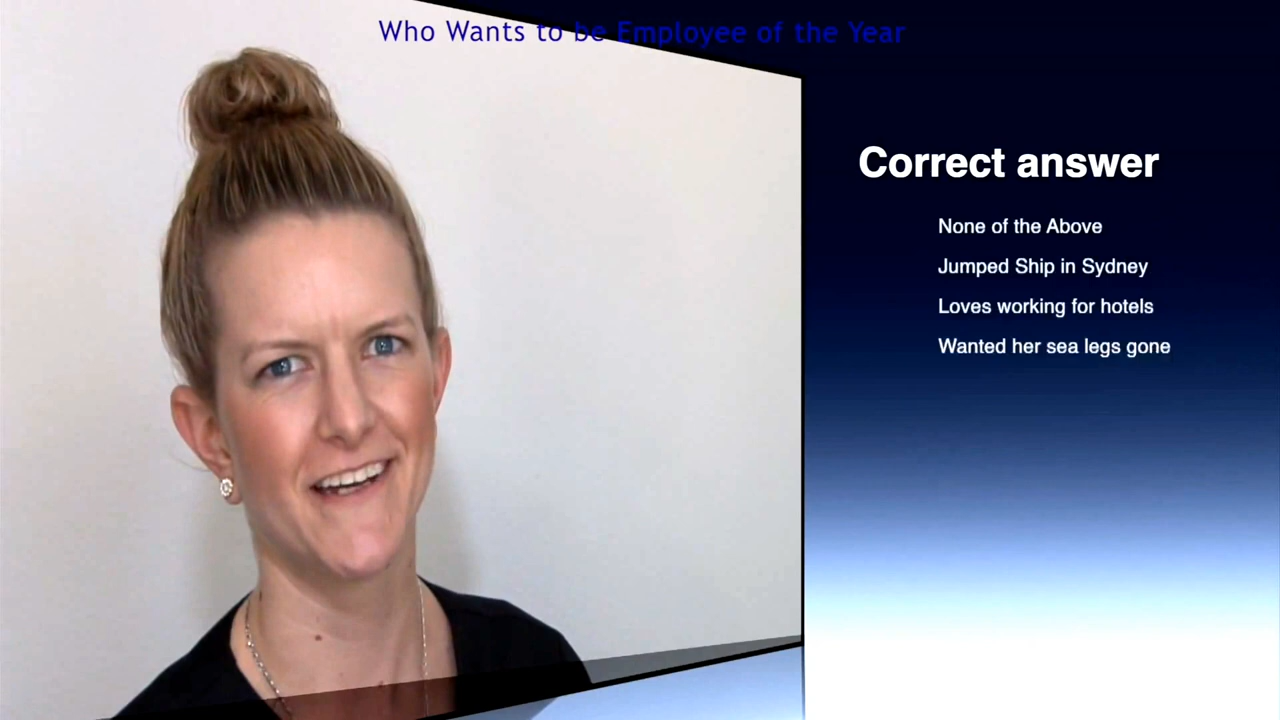 Who Wants to be Employee of the Year
Correct answer
None of the Above
Jumped Ship in Sydney
Loves working for hotels
Wanted her sea legs gone